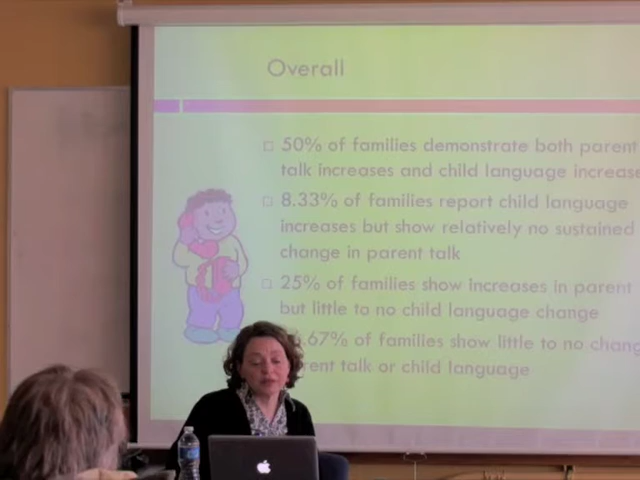 Overall
50% of families demonstrate both parent
talk increases and child language increase
8.33% of families report child language
increases but show relatively no sustained
change in parent talk
25% of families show increases in parent
but little to no child language change
.67% of families show little to no chang
rent talk or child language